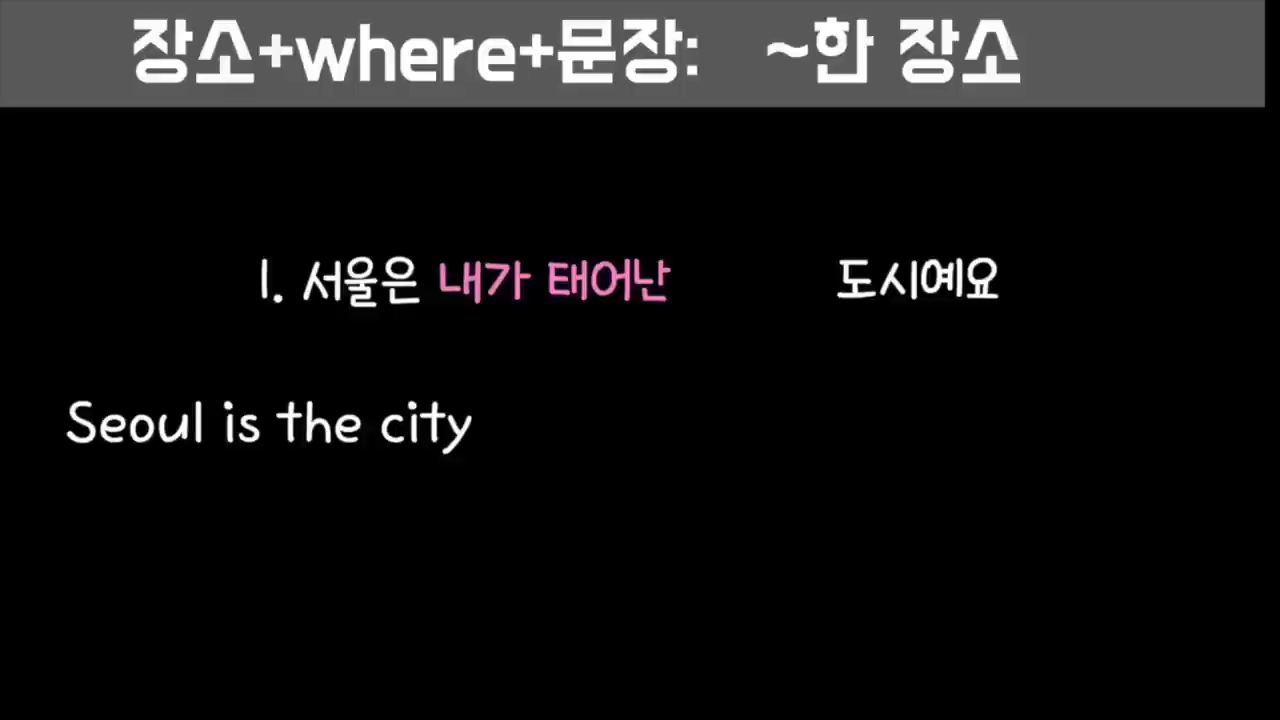 장소+where+문장: ~한 장소
1. 서울은 내가 태어난 도시예요
Seoul is the city